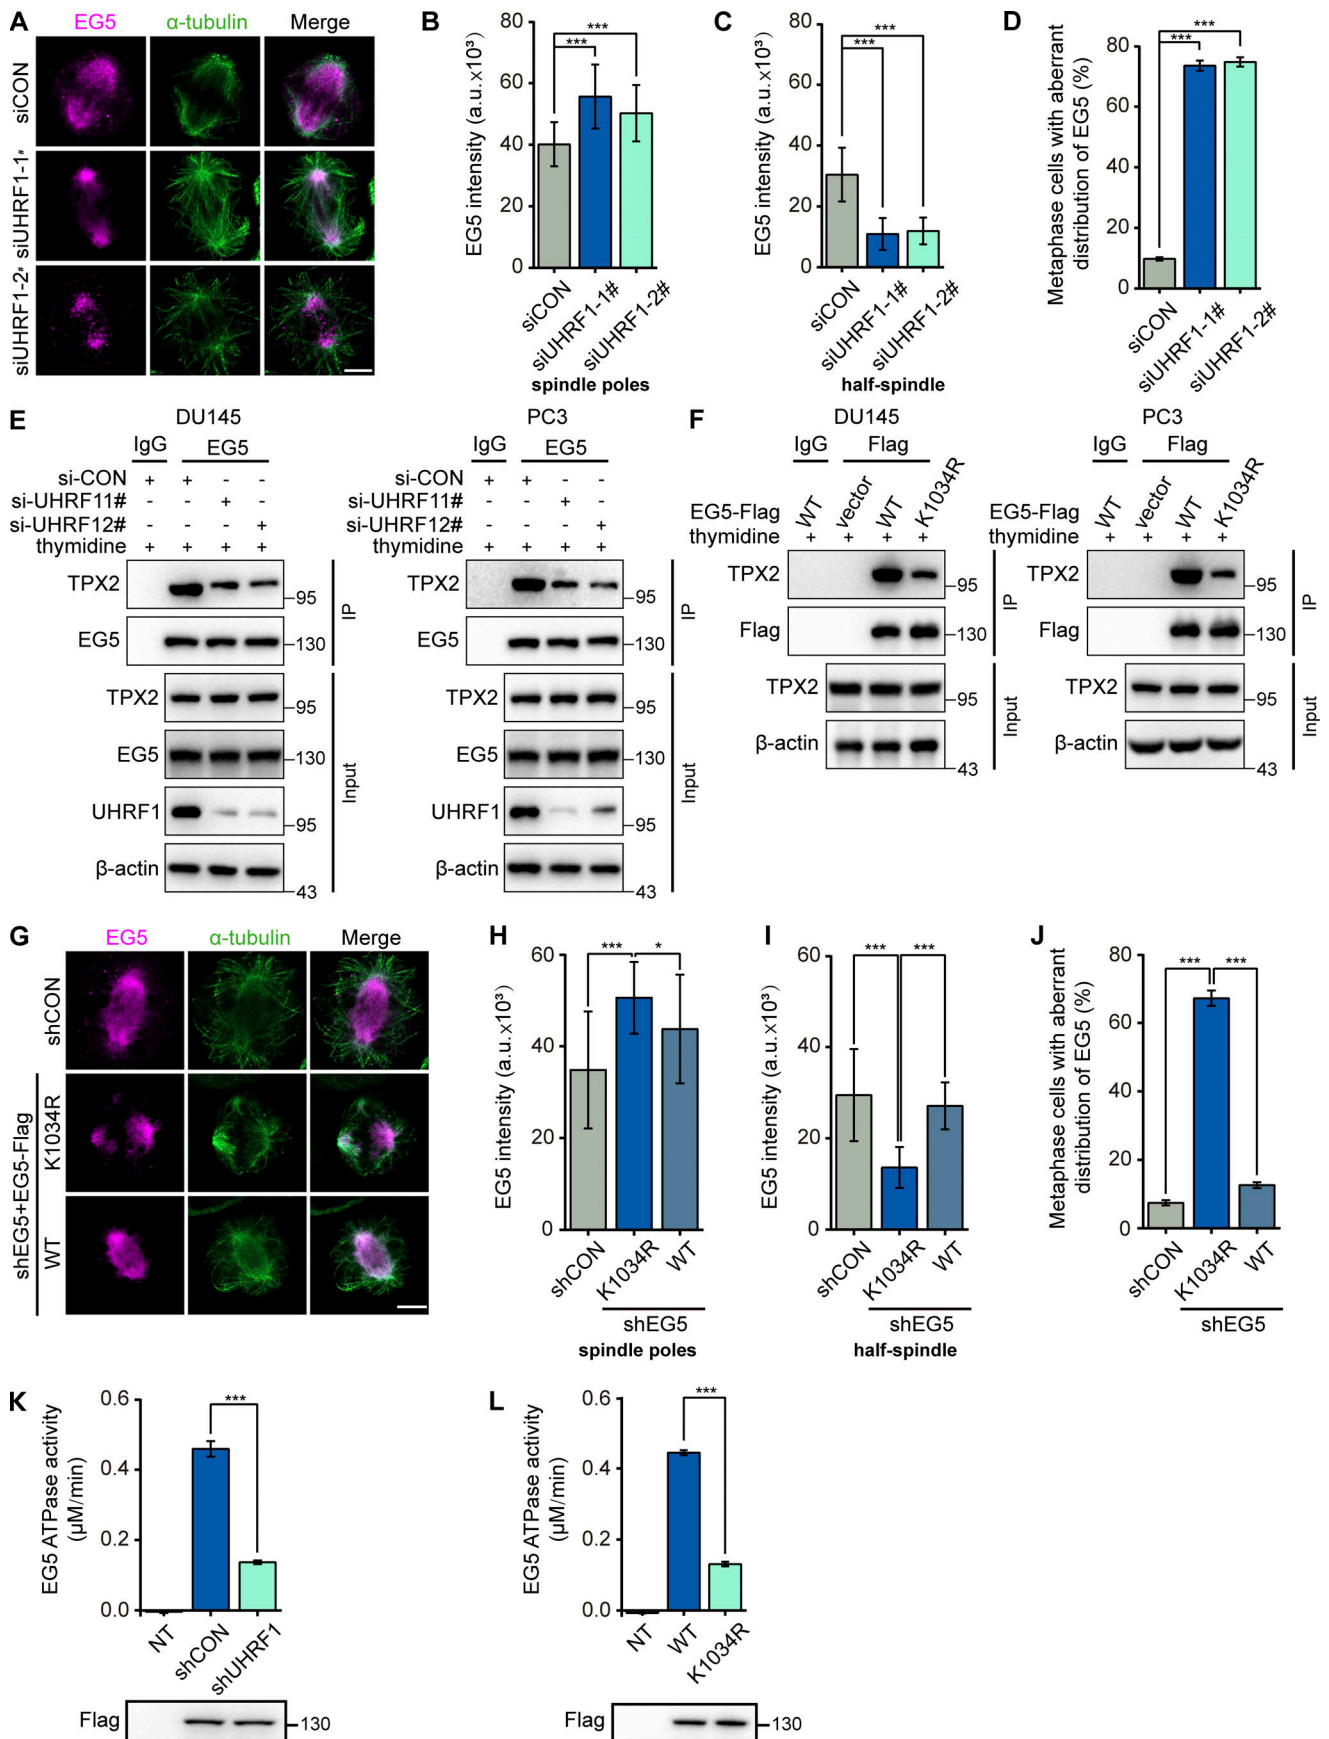 A
EG5 α-tubulin Merge
siCON
siUHRF1-1#
siUHRF1-2#
B
EG5 intensity (a.u.x10³)
80
60
40
20
0
***
***
siCON
siUHRF1-1#
siUHRF1-2#
spindle poles
C
EG5 intensity (a.u.x10³)
80
60
40
20
0
***
***
siCON
siUHRF1-1#
siUHRF1-2#
half-spindle
D
Metaphase cells with aberrant
distribution of EG5 (%)
80
60
40
20
0
***
***
siCON
siUHRF1-1#
siUHRF1-2#
E
DU145
IgG EG5
si-CON + + - -
si-UHRF11# - - + -
si-UHRF12# - - - +
thymidine + + + +
TPX2 95
EG5 130
IP
TPX2 95
EG5 130
UHRF1 95
β-actin 43
Input
PC3
IgG EG5
si-CON + + - -
si-UHRF11# - - + -
si-UHRF12# - - - +
thymidine + + + +
TPX2 95
EG5 130
IP
TPX2 95
EG5 130
UHRF1 95
β-actin 43
Input
F
DU145
IgG Flag
EG5-Flag WT vector WT K1034R
thymidine + + + +
TPX2 95
Flag 130
IP
TPX2 95
β-actin 43
Input
PC3
IgG Flag
EG5-Flag WT vector WT K1034R
thymidine + + + +
TPX2 95
Flag 130
IP
TPX2 95
β-actin 43
Input
G
EG5 α-tubulin Merge
shCON
shEG5+EG5-Flag
K1034R
WT
H
EG5 intensity (a.u.x10³)
60
40
20
0
*** *
shCON
K1034R
WT
shEG5
spindle poles
I
EG5 intensity (a.u.x10³)
60
40
20
0
*** ***
shCON
K1034R
WT
shEG5
half-spindle
J
Metaphase cells with aberrant
distribution of EG5 (%)
80
60
40
20
0
*** ***
shCON
K1034R
WT
shEG5
K
EG5 ATPase activity
(μM/min)
0.6
0.4
0.2
0.0
***
NT
shCON
shUHRF1
Flag 130
L
EG5 ATPase activity
(μM/min)
0.6
0.4
0.2
0.0
***
NT
WT
K1034R
Flag 130